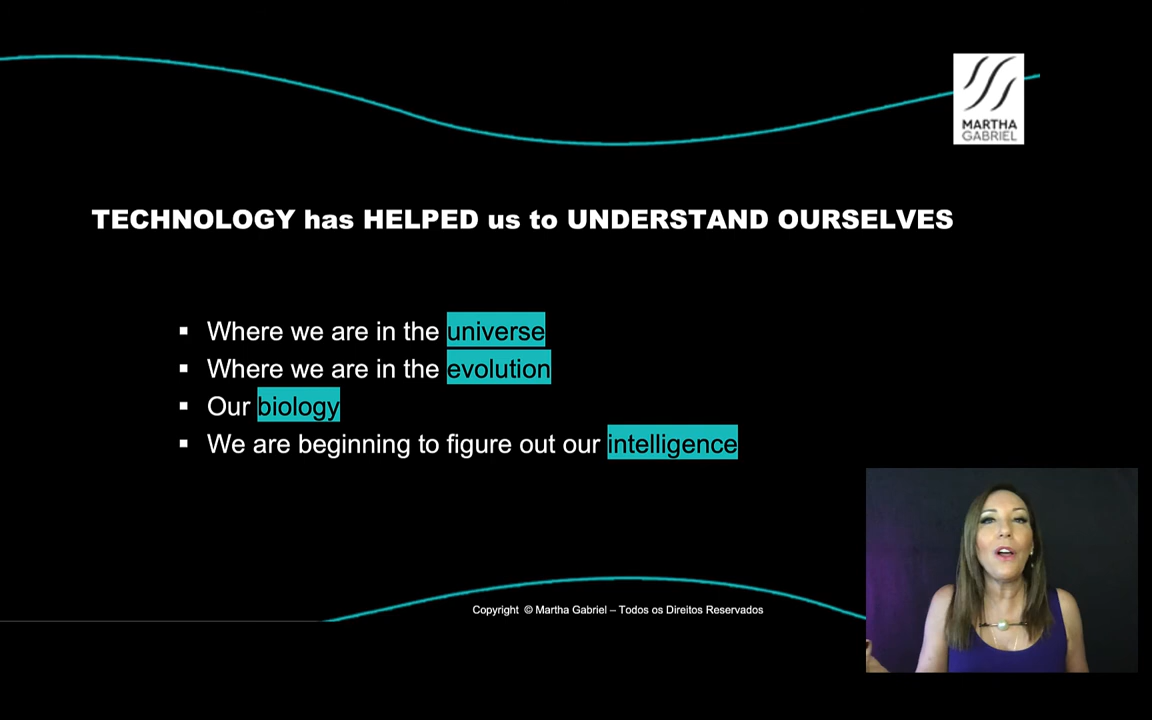 MARTHA
GABRIEL
TECHNOLOGY has HELPED us to UNDERSTAND OURSELVES
▪ Where we are in the universe
▪ Where we are in the evolution
▪ Our biology
▪ We are beginning to figure out our intelligence
Copyright © Martha Gabriel – Todos os Direitos Reservados